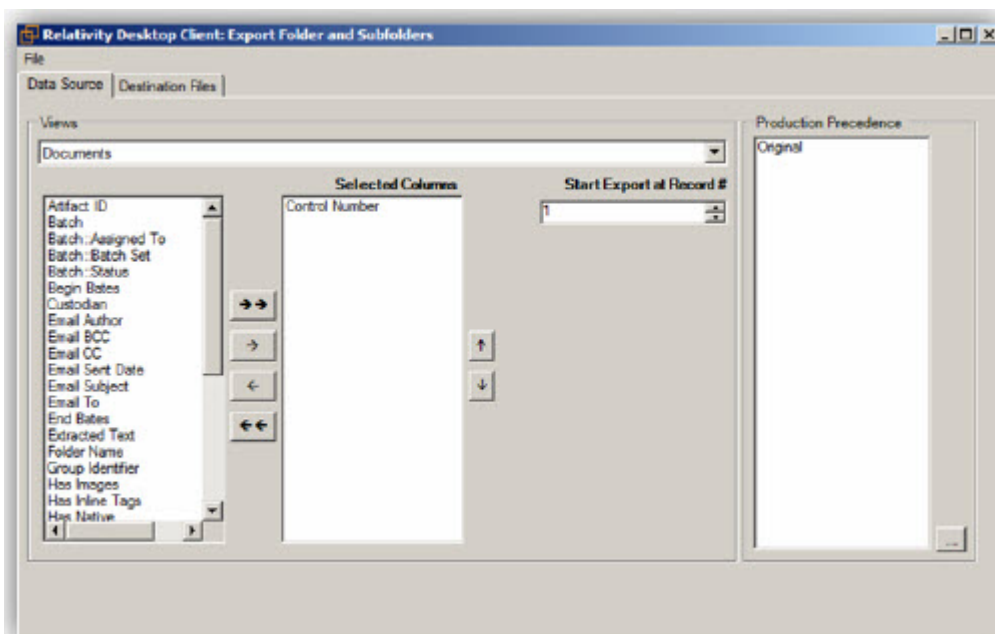 Relativity Desktop Client: Export Folder and Subfolders
File
Data Source
Destination Files
Views
Documents
Artifact ID
Batch
Batch::Assigned To
Batch::Batch Set
Batch::Status
Begin Bates
Custodian
Email Author
Email BCC
Email CC
Email Sent Date
Email Subject
Email To
End Bates
Extracted Text
Folder Name
Group Identifier
Has Images
Has Inline Tags
Has Native
Selected Columns
Control Number
Start Export at Record #
1
Production Precedence
Original
...